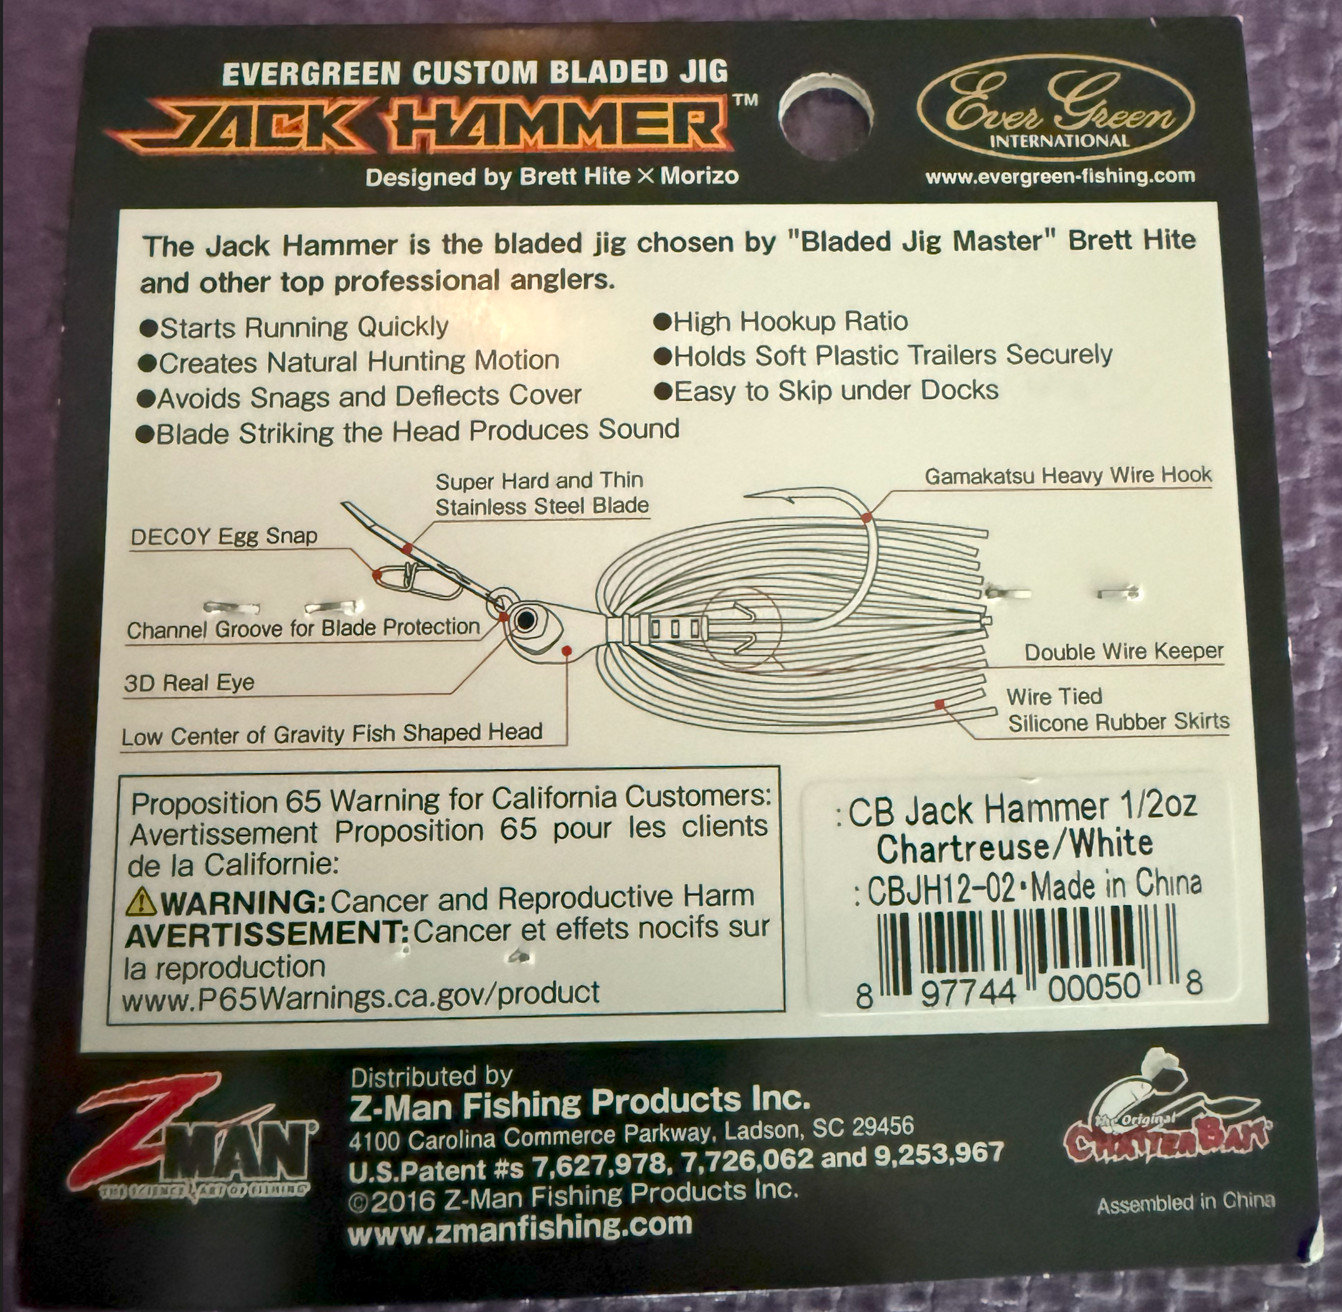 EVERGREEN CUSTOM BLADED JIG
JACK HAMMER™
Designed by Brett Hite × Morizo
Ever Green
INTERNATIONAL
www.evergreen-fishing.com
The Jack Hammer is the bladed jig chosen by "Bladed Jig Master" Brett Hite
and other top professional anglers.
●Starts Running Quickly
●Creates Natural Hunting Motion
●Avoids Snags and Deflects Cover
●Blade Striking the Head Produces Sound
●High Hookup Ratio
●Holds Soft Plastic Trailers Securely
●Easy to Skip under Docks
Super Hard and Thin
Stainless Steel Blade
Gamakatsu Heavy Wire Hook
DECOY Egg Snap
Channel Groove for Blade Protection
3D Real Eye
Low Center of Gravity Fish Shaped Head
Double Wire Keeper
Wire Tied
Silicone Rubber Skirts
Proposition 65 Warning for California Customers:
Avertissement Proposition 65 pour les clients
de la Californie:
⚠WARNING: Cancer and Reproductive Harm
AVERTISSEMENT: Cancer et effets nocifs sur
la reproduction
www.P65Warnings.ca.gov/product
:CB Jack Hammer 1/2oz
Chartreuse/White
:CBJH12-02•Made in China
8 97744 00050 8
Z MAN®
THE SCIENCE & ART OF FISHING
Distributed by
Z-Man Fishing Products Inc.
4100 Carolina Commerce Parkway, Ladson, SC 29456
U.S.Patent #s 7,627,978, 7,726,062 and 9,253,967
©2016 Z-Man Fishing Products Inc.
www.zmanfishing.com
The Original
CHATTERBAIT
Assembled in China